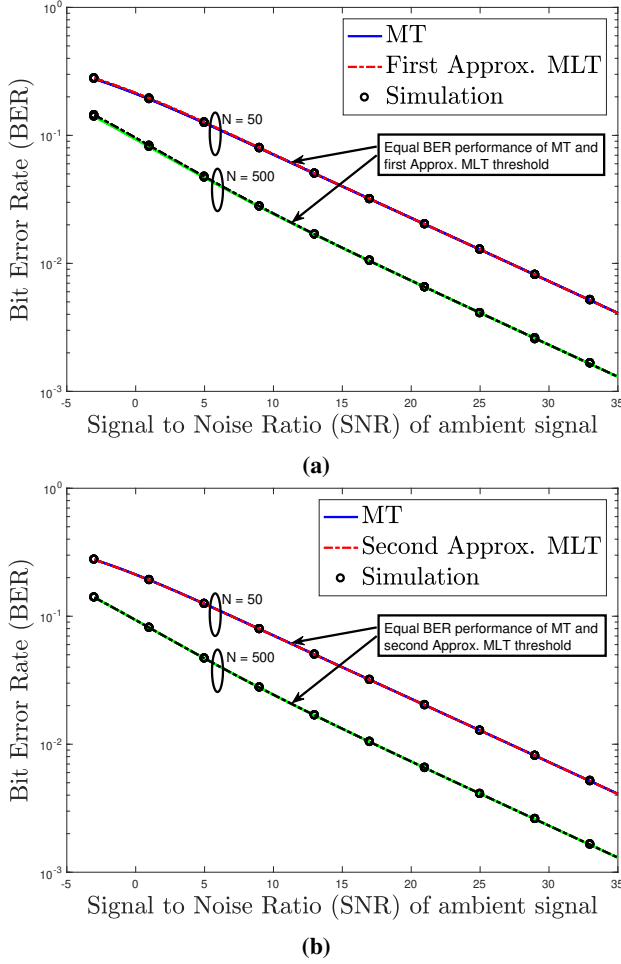 10^0
10^-1
10^-2
10^-3
Bit Error Rate (BER)
MT
First Approx. MLT
Simulation
N = 50
N = 500
Equal BER performance of MT and
first Approx. MLT threshold
-5 0 5 10 15 20 25 30 35
Signal to Noise Ratio (SNR) of ambient signal
(a)
10^0
10^-1
10^-2
10^-3
Bit Error Rate (BER)
MT
Second Approx. MLT
Simulation
N = 50
N = 500
Equal BER performance of MT and
second Approx. MLT threshold
-5 0 5 10 15 20 25 30 35
Signal to Noise Ratio (SNR) of ambient signal
(b)